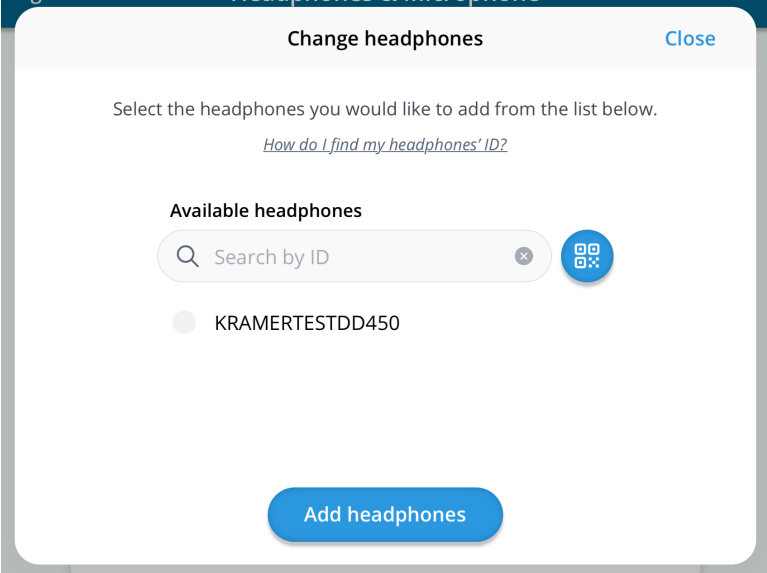 Change headphones
Close
Select the headphones you would like to add from the list below.
How do I find my headphones’ ID?
Available headphones
Search by ID
KRAMERTESTDD450
Add headphones